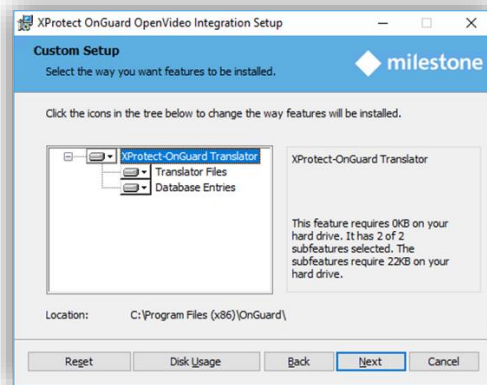 XProtect OnGuard OpenVideo Integration Setup
Custom Setup
Select the way you want features to be installed.
milestone
Click the icons in the tree below to change the way features will be installed.
XProtect-OnGuard Translator
Translator Files
Database Entries
XProtect-OnGuard Translator
This feature requires 0KB on your
hard drive. It has 2 of 2
subfeatures selected. The
subfeatures require 22KB on your
hard drive.
Location: C:\Program Files (x86)\OnGuard\
Reset Disk Usage Back Next Cancel